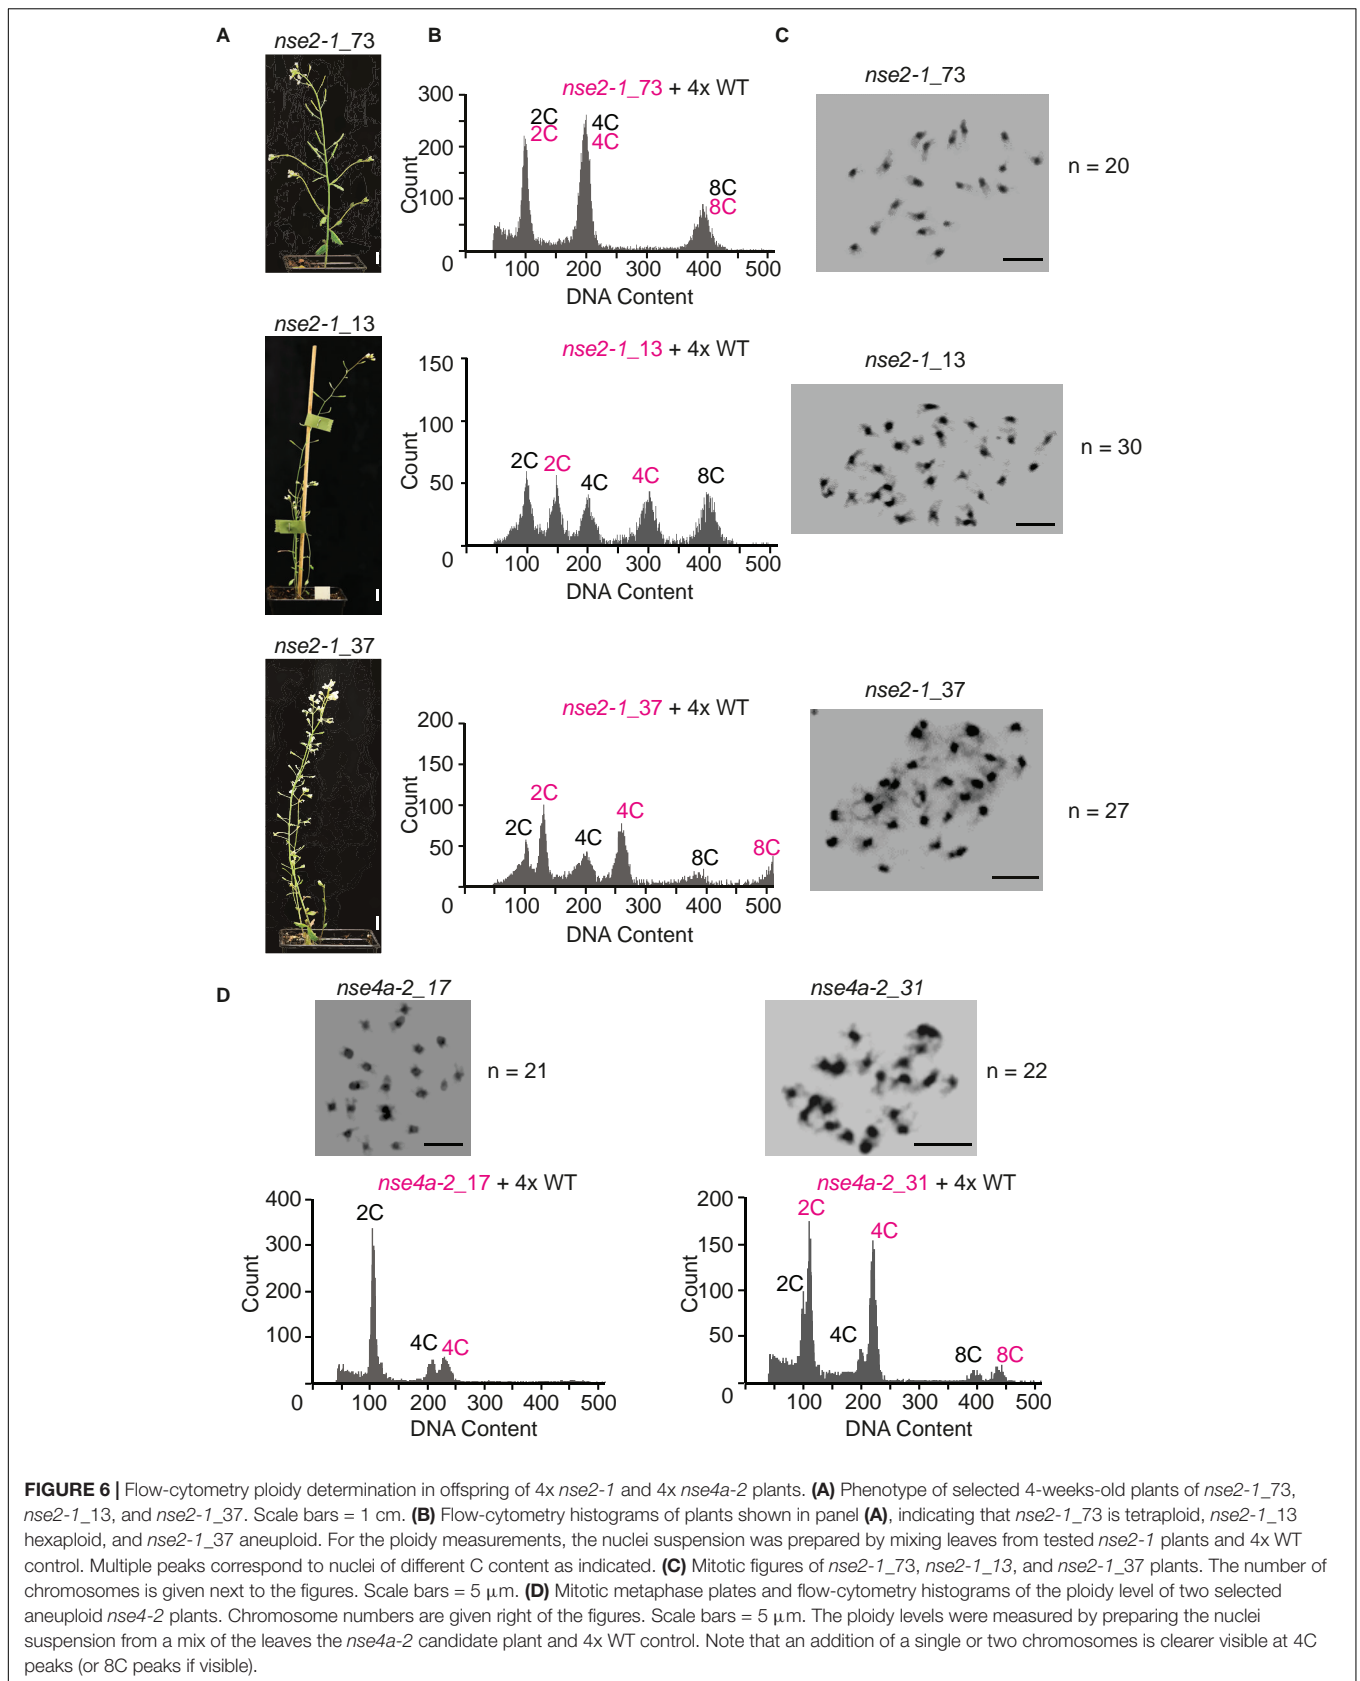 A
nse2-1_73
B
nse2-1_73 + 4x WT
300
200
100
0
Count
2C
2C
4C
4C
8C
8C
100 200 300 400 500
DNA Content
C
nse2-1_73
n = 20
nse2-1_13
nse2-1_13 + 4x WT
150
100
50
0
Count
2C
2C
4C
4C
8C
100 200 300 400 500
DNA Content
nse2-1_13
n = 30
nse2-1_37
nse2-1_37 + 4x WT
200
150
100
50
0
Count
2C
2C
4C
4C
8C
8C
100 200 300 400 500
DNA Content
nse2-1_37
n = 27
D
nse4a-2_17
n = 21
nse4a-2_17 + 4x WT
400
300
200
100
0
Count
2C
4C
4C
100 200 300 400 500
DNA Content
nse4a-2_31
n = 22
nse4a-2_31 + 4x WT
200
150
100
50
0
Count
2C
2C
4C
4C
8C
8C
100 200 300 400 500
DNA Content
FIGURE 6 | Flow-cytometry ploidy determination in offspring of 4x nse2-1 and 4x nse4a-2 plants. (A) Phenotype of selected 4-weeks-old plants of nse2-1_73,
nse2-1_13, and nse2-1_37. Scale bars = 1 cm. (B) Flow-cytometry histograms of plants shown in panel (A), indicating that nse2-1_73 is tetraploid, nse2-1_13
hexaploid, and nse2-1_37 aneuploid. For the ploidy measurements, the nuclei suspension was prepared by mixing leaves from tested nse2-1 plants and 4x WT
control. Multiple peaks correspond to nuclei of different C content as indicated. (C) Mitotic figures of nse2-1_73, nse2-1_13, and nse2-1_37 plants. The number of
chromosomes is given next to the figures. Scale bars = 5 μm. (D) Mitotic metaphase plates and flow-cytometry histograms of the ploidy level of two selected
aneuploid nse4-2 plants. Chromosome numbers are given right of the figures. Scale bars = 5 μm. The ploidy levels were measured by preparing the nuclei
suspension from a mix of the leaves the nse4a-2 candidate plant and 4x WT control. Note that an addition of a single or two chromosomes is clearer visible at 4C
peaks (or 8C peaks if visible).